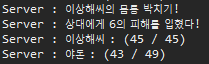 Server : 이상해씨의 몸통 박치기!
Server : 상대에게 6의 피해를 입혔다!
Server : 이상해씨 : (45 / 45)
Server : 야돈 : (43 / 49)